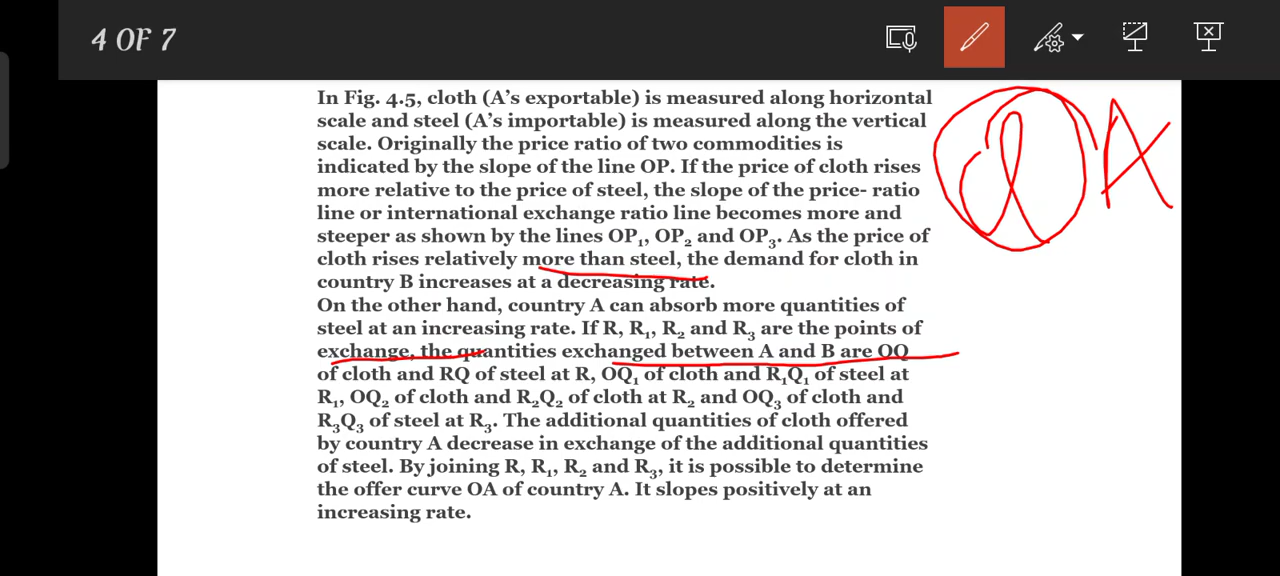 4 OF 7
In Fig. 4.5, cloth (A's exportable) is measured along horizontal
scale and steel (A's importable) is measured along the vertical
scale. Originally the price ratio of two commodities is
indicated by the slope of the line OP. If the price of cloth rises
more relative to the price of steel, the slope of the price- ratio
line or international exchange ratio line becomes more and
steeper as shown by the lines OP₁, OP₂ and OP₃. As the price of
cloth rises relatively more than steel, the demand for cloth in
country B increases at a decreasing rate.
On the other hand, country A can absorb more quantities of
steel at an increasing rate. If R, R₁, R₂ and R₃ are the points of
exchange, the quantities exchanged between A and B are OQ
of cloth and RQ of steel at R, OQ₁ of cloth and R₁Q₁ of steel at
R₁, OQ₂ of cloth and R₂Q₂ of cloth at R₂ and OQ₃ of cloth and
R₃Q₃ of steel at R₃. The additional quantities of cloth offered
by country A decrease in exchange of the additional quantities
of steel. By joining R, R₁, R₂ and R₃, it is possible to determine
the offer curve OA of country A. It slopes positively at an
increasing rate.